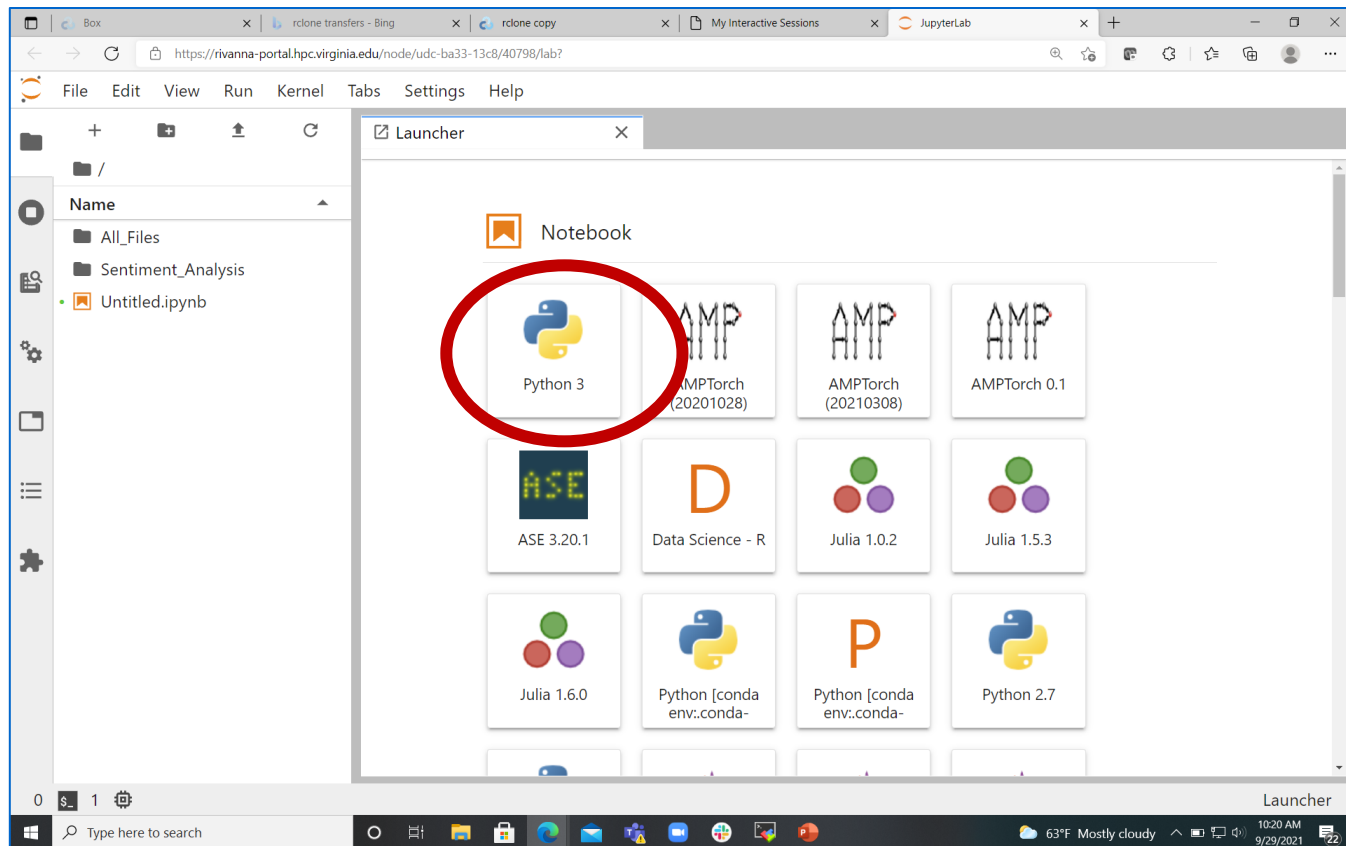 Box
rclone transfers - Bing
rclone copy
My Interactive Sessions
JupyterLab
https://rivanna-portal.hpc.virginia.edu/node/udc-ba33-13c8/40798/lab?
File Edit View Run Kernel Tabs Settings Help
Launcher
/
Name
All_Files
Sentiment_Analysis
Untitled.ipynb
Notebook
Python 3
AMP
AMPTorch
(20201028)
AMP
AMPTorch
(20210308)
AMP
AMPTorch 0.1
ASE
ASE 3.20.1
D
Data Science - R
Julia 1.0.2
Julia 1.5.3
Julia 1.6.0
Python [conda
env:.conda-
P
Python [conda
env:.conda-
Python 2.7
0 $_ 1
Launcher
Type here to search
63°F Mostly cloudy
10:20 AM
9/29/2021
22